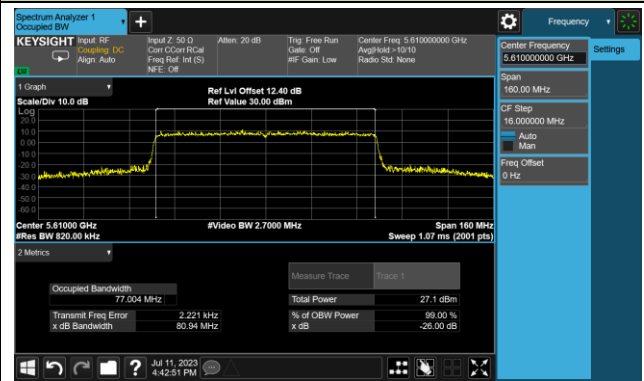 Spectrum Analyzer 1
Occupied BW
Frequency
KEYSIGHT
Input: RF
Coupling: DC
Align: Auto
Input Z: 50 Ω
Corr CCorr RCal
Freq Ref: Int (S)
NFE: Off
Atten: 20 dB
Trig: Free Run
Gate: Off
#IF Gain: Low
Center Freq: 5.610000000 GHz
Avg|Hold:>10/10
Radio Std: None
Center Frequency
5.610000000 GHz
Settings
Span
160.00 MHz
CF Step
16.000000 MHz
Auto
Man
Freq Offset
0 Hz
1 Graph
Scale/Div 10.0 dB
Ref Lvl Offset 12.40 dB
Ref Value 30.00 dBm
Log
20.0
10.0
0.00
-10.0
-20.0
-30.0
-40.0
-50.0
-60.0
Center 5.61000 GHz
#Video BW 2.7000 MHz
Span 160 MHz
#Res BW 820.00 kHz
Sweep 1.07 ms (2001 pts)
2 Metrics
Measure Trace
Trace 1
Occupied Bandwidth
77.004 MHz
Total Power
27.1 dBm
Transmit Freq Error
2.221 kHz
% of OBW Power
99.00 %
x dB Bandwidth
80.94 MHz
x dB
-26.00 dB
?
Jul 11, 2023
4:42:51 PM